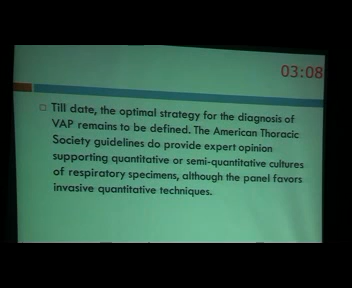 03:08
Till date, the optimal strategy for the diagnosis of
VAP remains to be defined. The American Thoracic
Society guidelines do provide expert opinion
supporting quantitative or semi-quantitative cultures
of respiratory specimens, although the panel favors
invasive quantitative techniques.